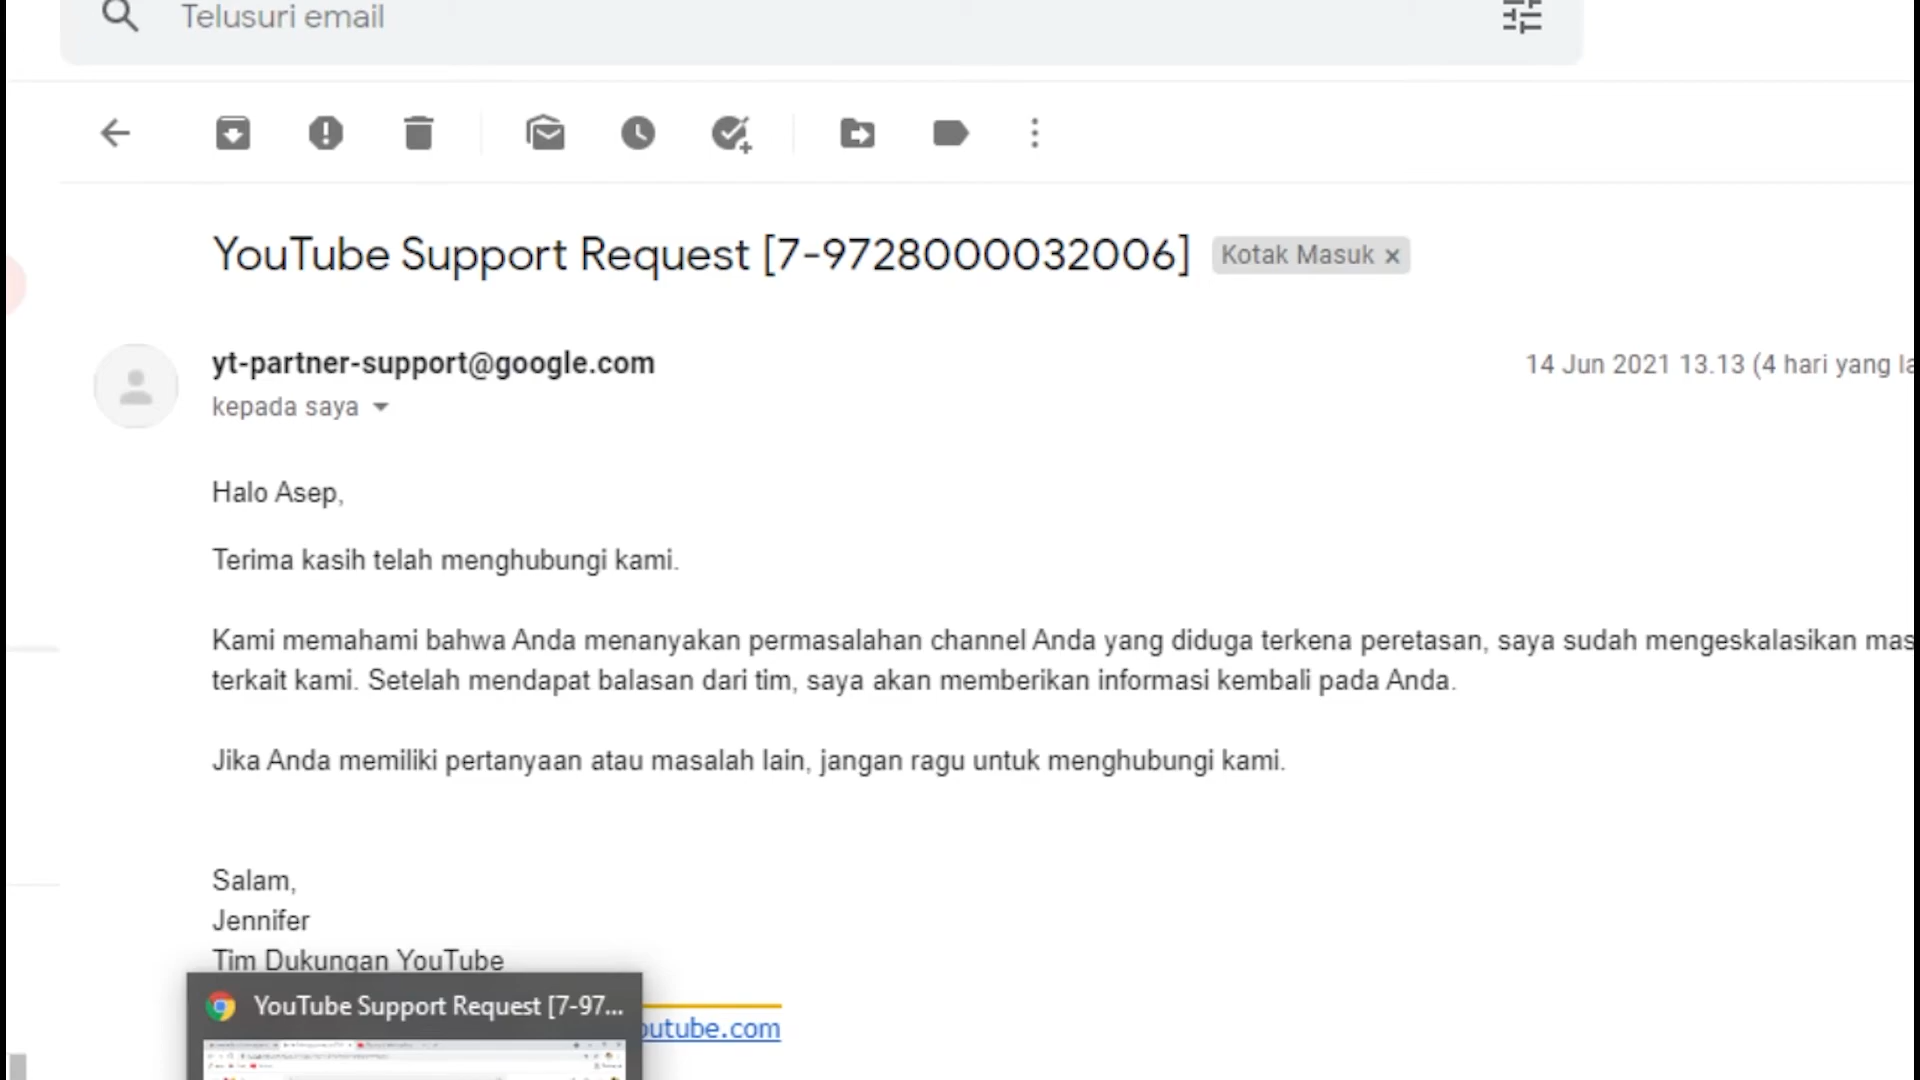 Telusuri email
YouTube Support Request [7-9728000032006] Kotak Masuk ×
yt-partner-support@google.com
14 Jun 2021 13.13 (4 hari yang
kepada saya
Halo Asep,
Terima kasih telah menghubungi kami.
Kami memahami bahwa Anda menanyakan permasalahan channel Anda yang diduga terkena peretasan, saya sudah mengeskalasikan
terkait kami. Setelah mendapat balasan dari tim, saya akan memberikan informasi kembali pada Anda.
Jika Anda memiliki pertanyaan atau masalah lain, jangan ragu untuk menghubungi kami.
Salam,
Jennifer
Tim Dukungan YouTube
YouTube Support Request [7-97...
outube.com